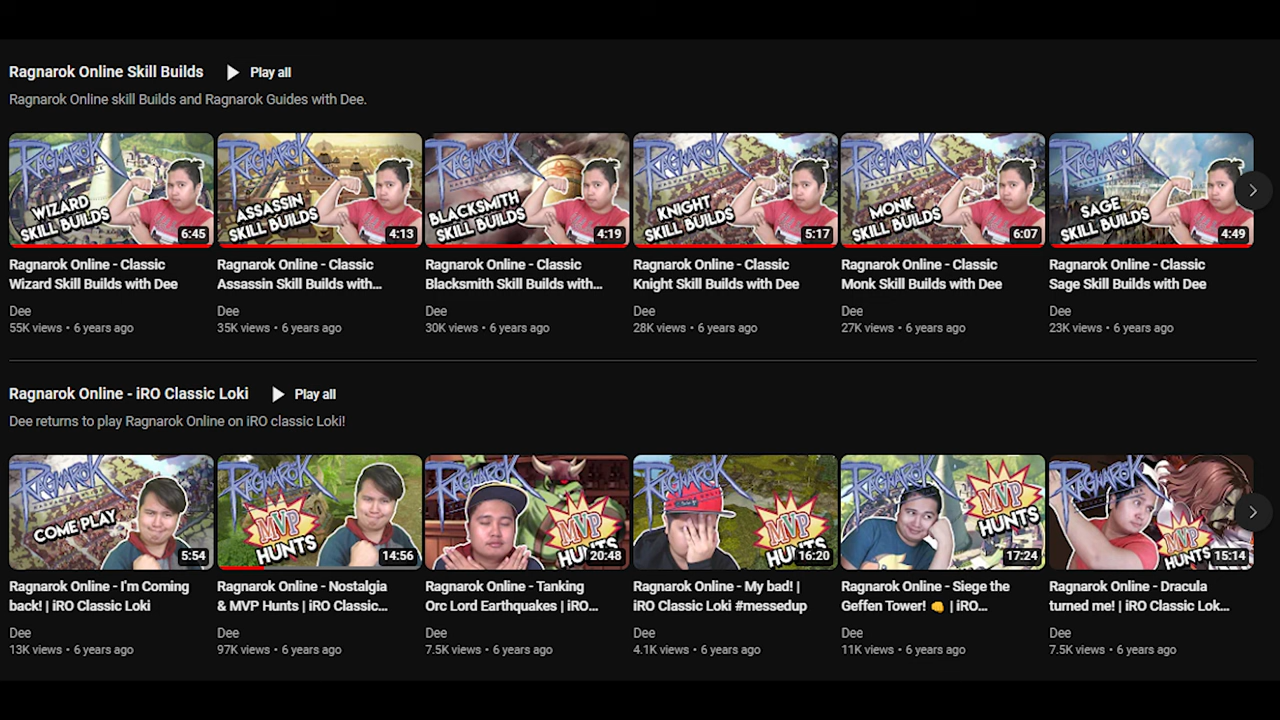 Ragnarok Online Skill Builds Play all
Ragnarok Online skill Builds and Ragnarok Guides with Dee.
RAGNAROK
WIZARD
SKILL BUILDS
6:45
RAGNAROK
ASSASSIN
SKILL BUILDS
4:13
RAGNAROK
BLACKSMITH
SKILL BUILDS
4:19
RAGNAROK
KNIGHT
SKILL BUILDS
5:17
RAGNAROK
MONK
SKILL BUILDS
6:07
RAGNAROK
SAGE
SKILL BUILDS
4:49
Ragnarok Online - Classic
Wizard Skill Builds with Dee
Dee
55K views • 6 years ago
Ragnarok Online - Classic
Assassin Skill Builds with...
Dee
35K views • 6 years ago
Ragnarok Online - Classic
Blacksmith Skill Builds with...
Dee
30K views • 6 years ago
Ragnarok Online - Classic
Knight Skill Builds with Dee
Dee
28K views • 6 years ago
Ragnarok Online - Classic
Monk Skill Builds with Dee
Dee
27K views • 6 years ago
Ragnarok Online - Classic
Sage Skill Builds with Dee
Dee
23K views • 6 years ago
Ragnarok Online - iRO Classic Loki Play all
Dee returns to play Ragnarok Online on iRO classic Loki!
RAGNAROK
COME PLAY
5:54
RAGNAROK
MVP
HUNTS
14:56
RAGNAROK
MVP
HUNTS
20:48
RAGNAROK
MVP
HUNTS
16:20
RAGNAROK
MVP
HUNTS
17:24
RAGNAROK
MVP
HUNTS
15:14
Ragnarok Online - I'm Coming
back! | iRO Classic Loki
Dee
13K views • 6 years ago
Ragnarok Online - Nostalgia
& MVP Hunts | iRO Classic...
Dee
97K views • 6 years ago
Ragnarok Online - Tanking
Orc Lord Earthquakes | iRO...
Dee
7.5K views • 6 years ago
Ragnarok Online - My bad! |
iRO Classic Loki #messedup
Dee
4.1K views • 6 years ago
Ragnarok Online - Siege the
Geffen Tower! 👊 | iRO...
Dee
11K views • 6 years ago
Ragnarok Online - Dracula
turned me! | iRO Classic Lok...
Dee
7.5K views • 6 years ago